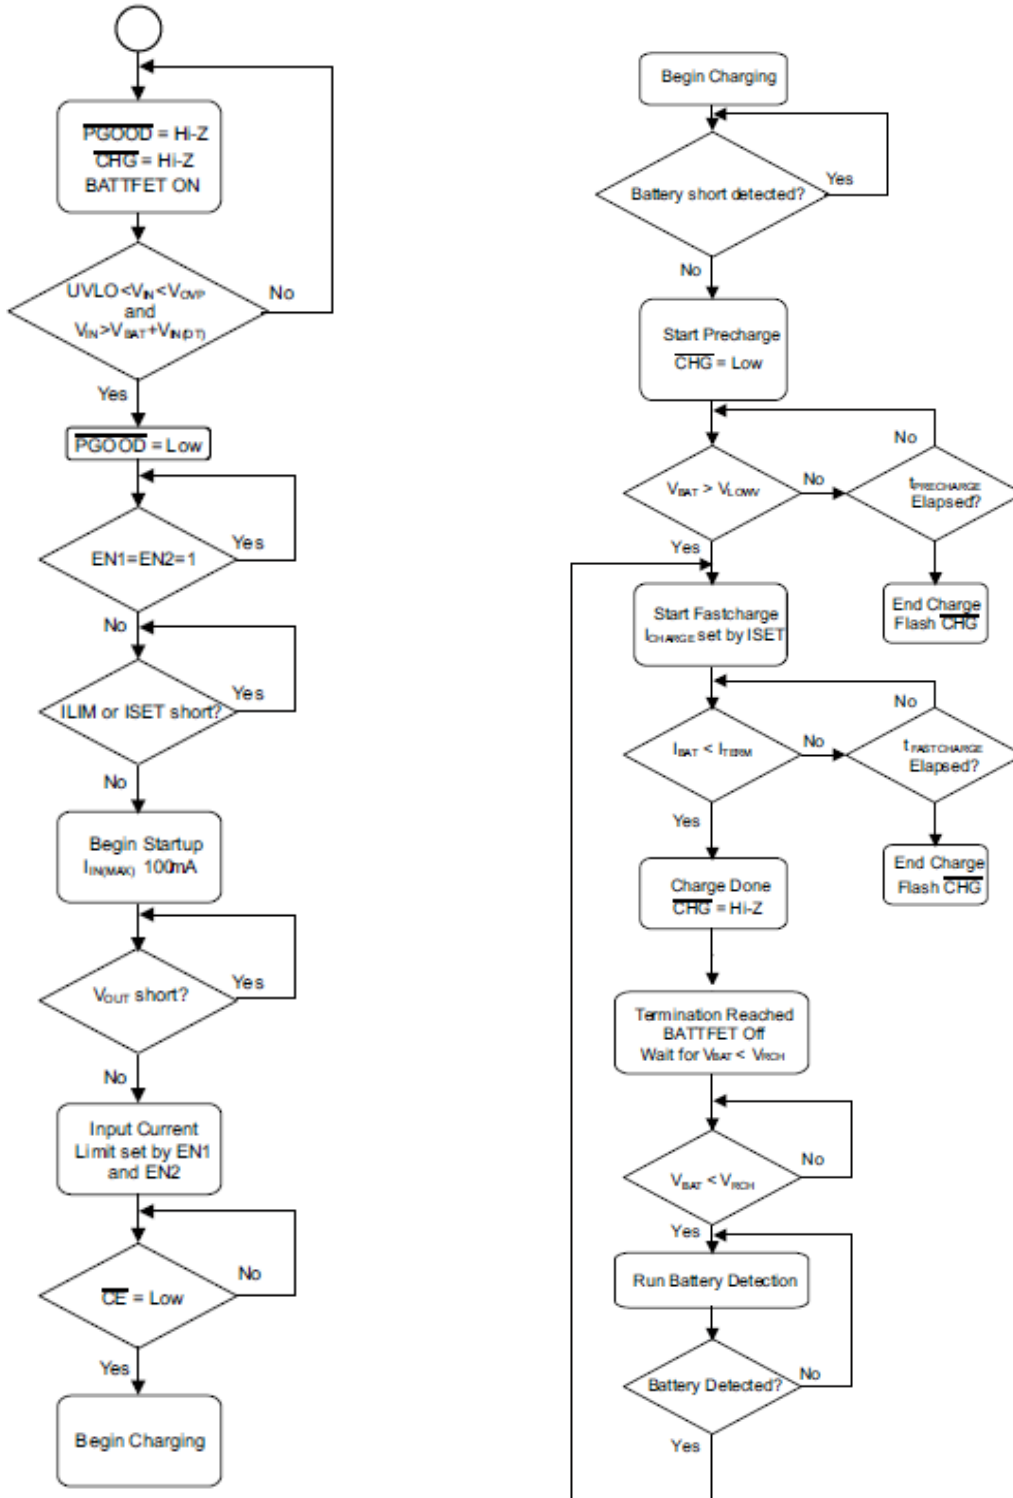 PGOOD = Hi-Z
CHG = Hi-Z
BATTFET ON
UVLO<VIN<VOVP
and
VIN>VBAT+VIN(DT)
No
Yes
PGOOD = Low
EN1=EN2=1
Yes
No
ILIM or ISET short?
Yes
No
Begin Startup
IIN(MAX) 100mA
VOUT short?
Yes
No
Input Current
Limit set by EN1
and EN2
CE = Low
No
Yes
Begin Charging
Begin Charging
Battery short detected?
Yes
No
Start Precharge
CHG = Low
VBAT > VLOWV
No
No
tPRECHARGE
Elapsed?
Yes
End Charge
Flash CHG
Start Fastcharge
ICHARGE set by ISET
IBAT < ITERM
No
No
tFASTCHARGE
Elapsed?
Yes
End Charge
Flash CHG
Charge Done
CHG = Hi-Z
Termination Reached
BATTFET Off
Wait for VBAT < VRCH
VBAT < VRCH
No
Yes
Run Battery Detection
Battery Detected?
No
Yes